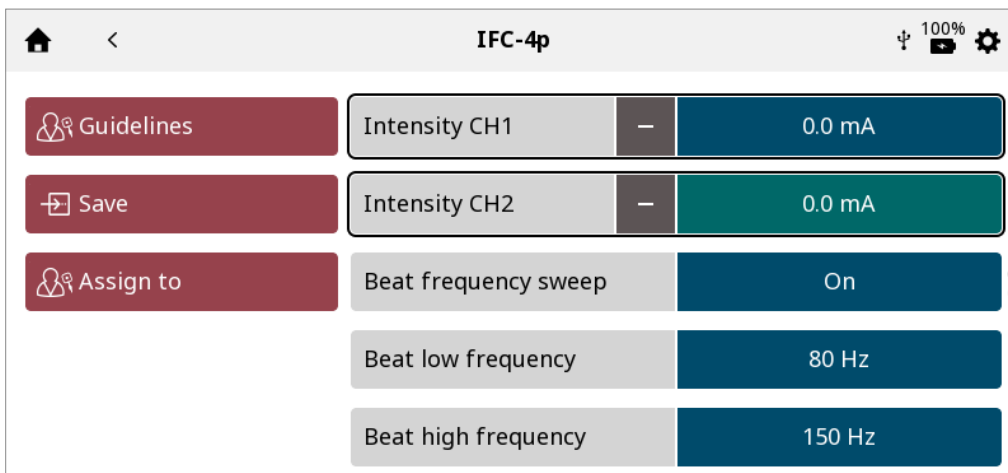 IFC-4p
100%
Guidelines
Intensity CH1 − 0.0 mA
Save
Intensity CH2 − 0.0 mA
Assign to
Beat frequency sweep On
Beat low frequency 80 Hz
Beat high frequency 150 Hz